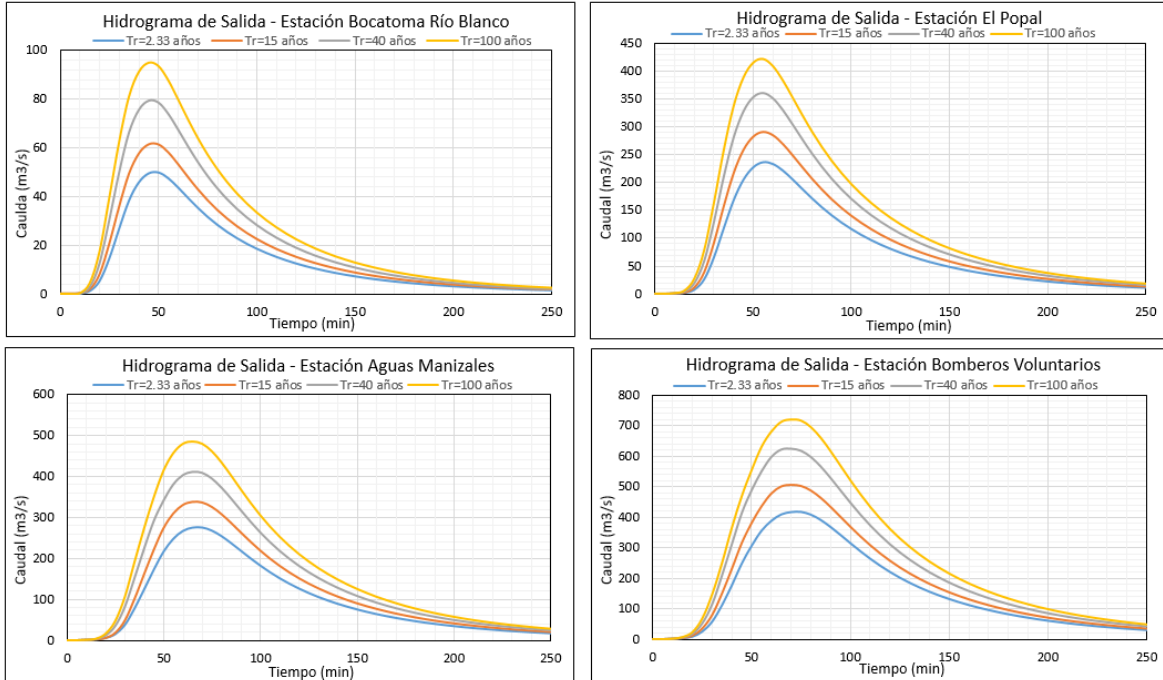 Hidrograma de Salida - Estación Bocatoma Río Blanco
Tr=2.33 años Tr=15 años Tr=40 años Tr=100 años
Caulda (m3/s)
100
80
60
40
20
0
0 50 100 150 200 250
Tiempo (min)
Hidrograma de Salida - Estación El Popal
Tr=2.33 años Tr=15 años Tr=40 años Tr=100 años
Caudal (m3/s)
450
400
350
300
250
200
150
100
50
0
0 50 100 150 200 250
Tiempo (min)
Hidrograma de Salida - Estación Aguas Manizales
Tr=2.33 años Tr=15 años Tr=40 años Tr=100 años
Caudal (m3/s)
600
500
400
300
200
100
0
0 50 100 150 200 250
Tiempo (min)
Hidrograma de Salida - Estación Bomberos Voluntarios
Tr=2.33 años Tr=15 años Tr=40 años Tr=100 años
Caudal (m3/s)
800
700
600
500
400
300
200
100
0
0 50 100 150 200 250
Tiempo (min)